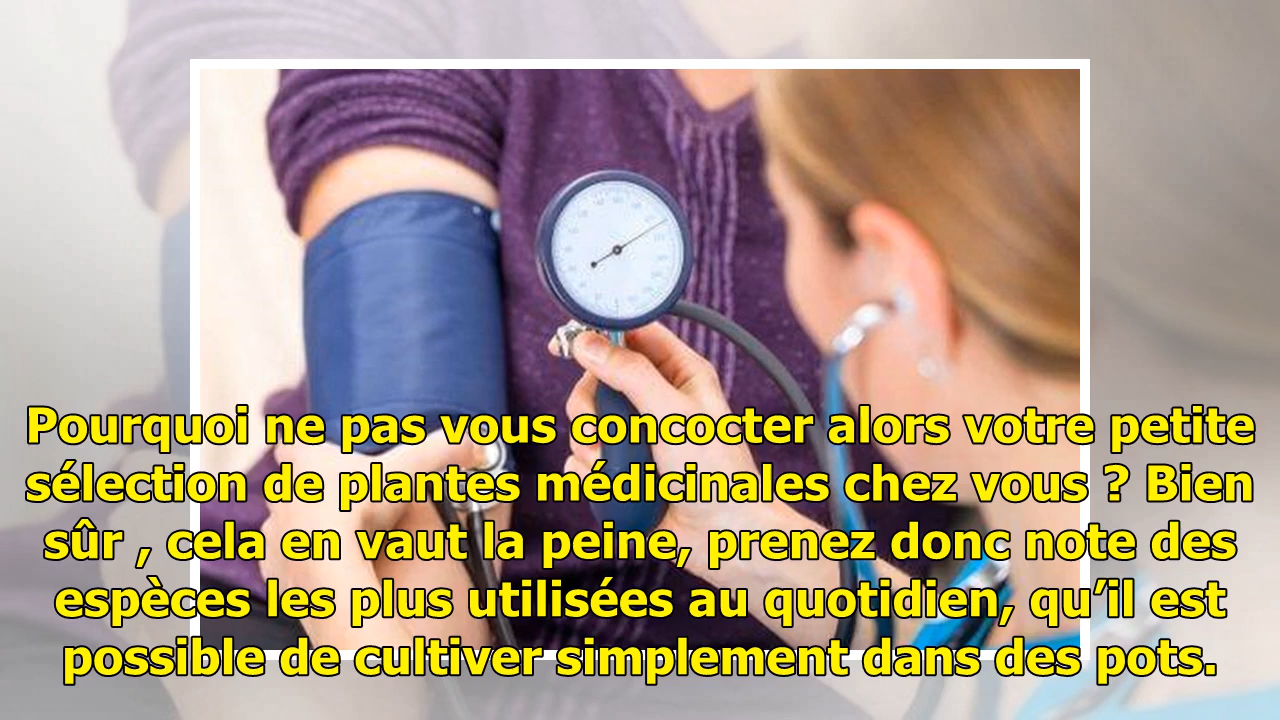 Pourquoi ne pas vous concocter alors votre petite
sélection de plantes médicinales chez vous ? Bien
sûr , cela en vaut la peine, prenez donc note des
espèces les plus utilisées au quotidien, qu’il est
possible de cultiver simplement dans des pots.